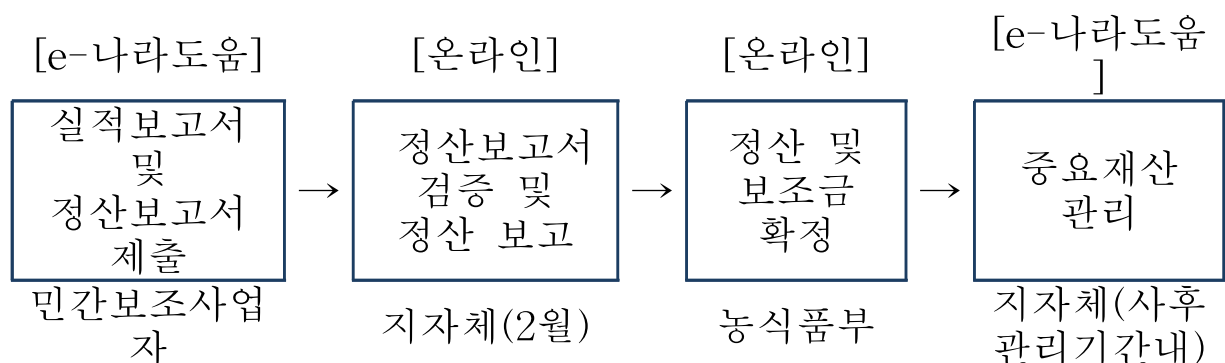 [e-나라도움]
[온라인]
[온라인]
[e-나라도움
]
실적보고서
및
정산보고서
제출
→
정산보고서
검증 및
정산 보고
→
정산 및
보조금
확정
→
중요재산
관리
민간보조사업
자
지자체(2월)
농식품부
지자체(사후
관리기간내)